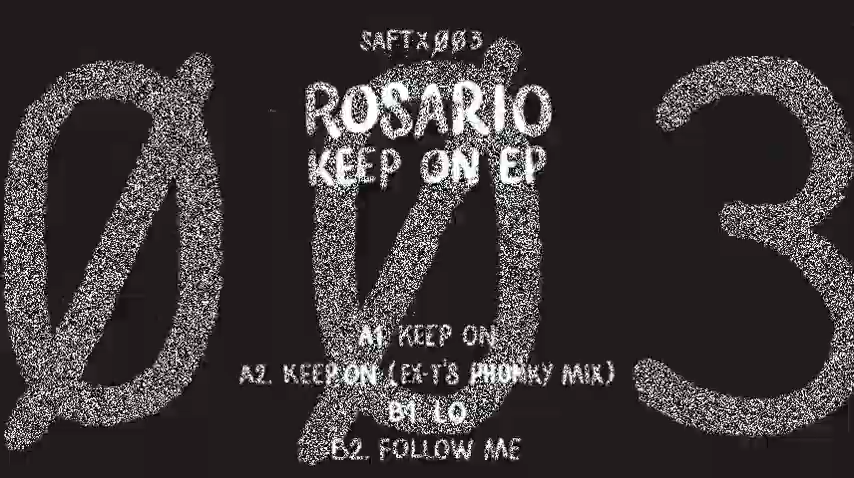 SAFTXØØ3
ØØ3
ROSARIO
KEEP ON EP
A1. KEEP ON
A2. KEEP ON (EX-T'S PHUNKY MIX)
B1. LO
B2. FOLLOW ME